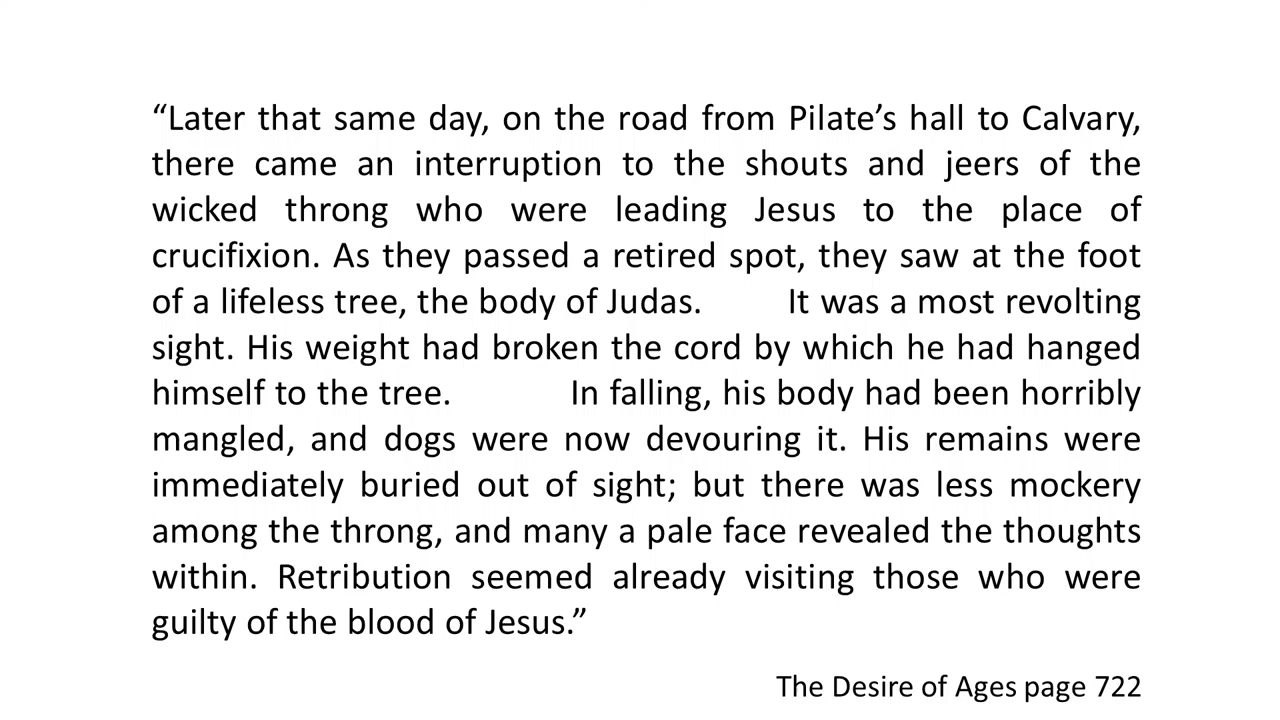 “Later that same day, on the road from Pilate’s hall to Calvary,
there came an interruption to the shouts and jeers of the
wicked throng who were leading Jesus to the place of
crucifixion. As they passed a retired spot, they saw at the foot
of a lifeless tree, the body of Judas. It was a most revolting
sight. His weight had broken the cord by which he had hanged
himself to the tree. In falling, his body had been horribly
mangled, and dogs were now devouring it. His remains were
immediately buried out of sight; but there was less mockery
among the throng, and many a pale face revealed the thoughts
within. Retribution seemed already visiting those who were
guilty of the blood of Jesus.”
The Desire of Ages page 722